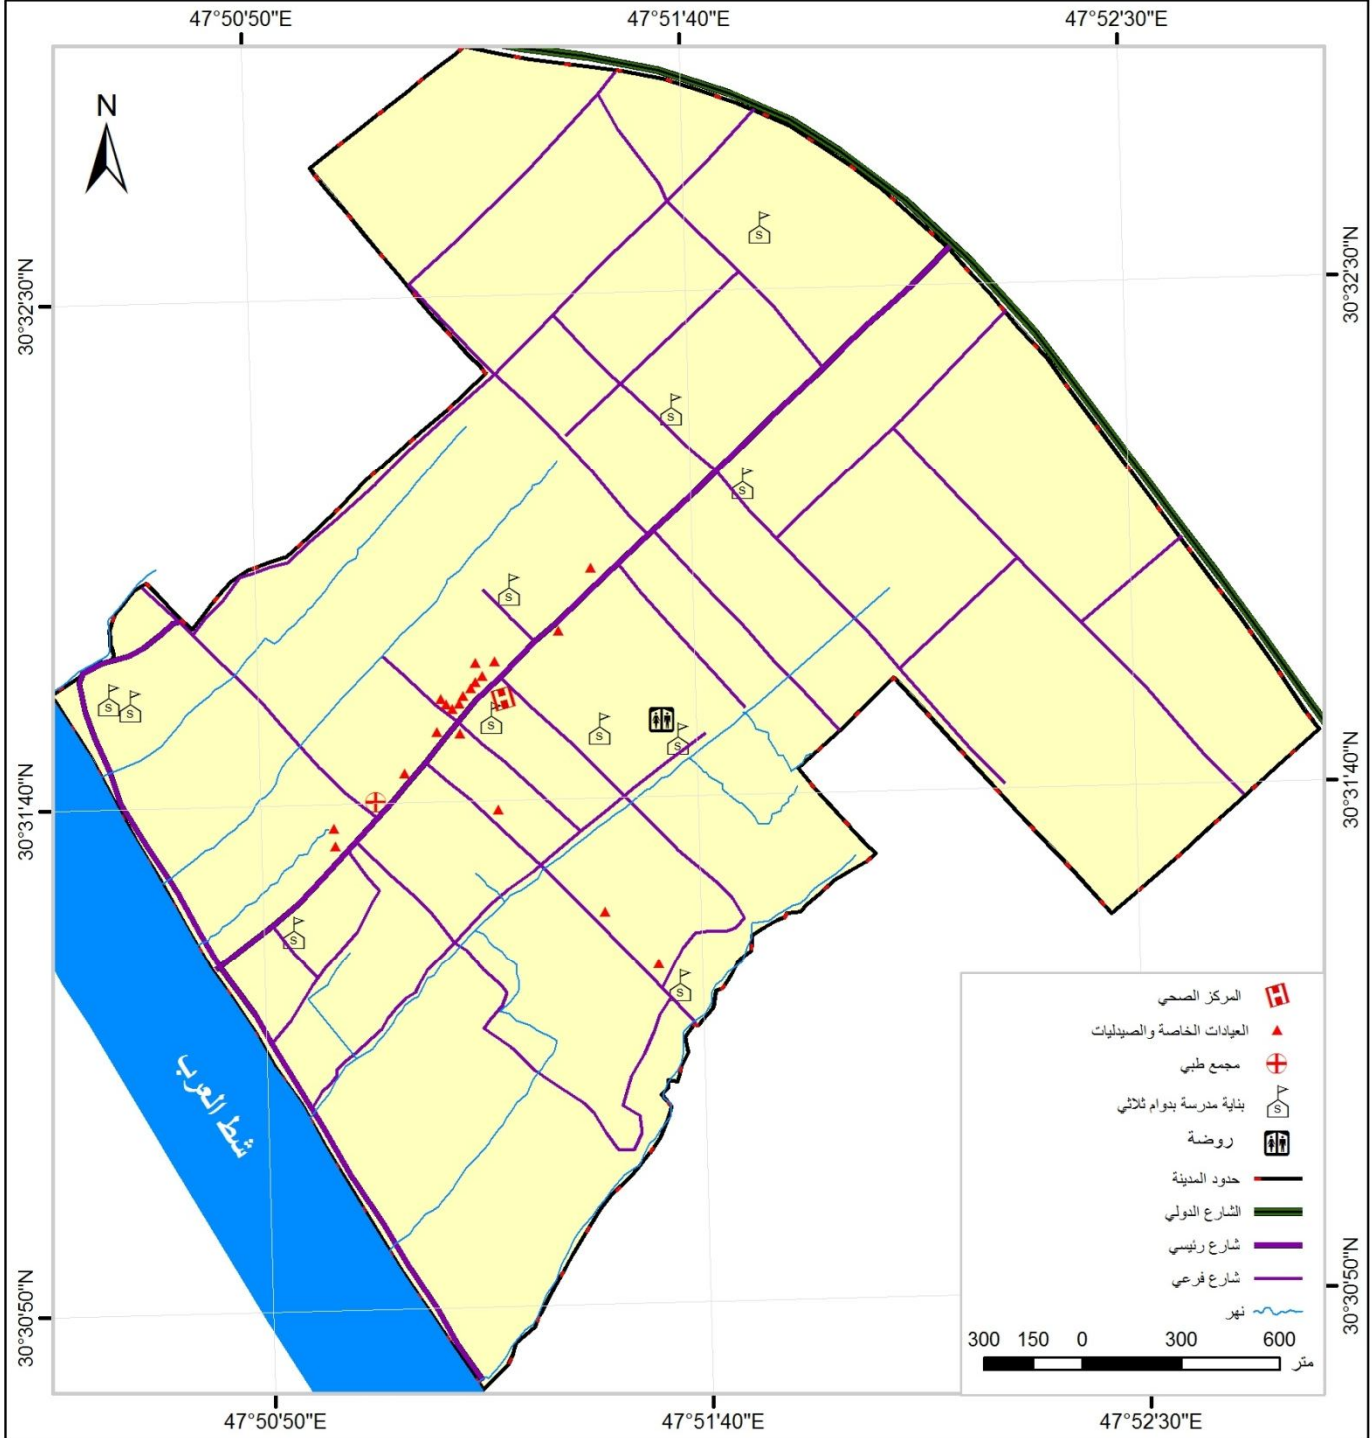 47°50'50"E 47°51'40"E 47°52'30"E
N
30°32'30"N 30°32'30"N
30°31'40"N 30°31'40"N
30°30'50"N 30°30'50"N
S
S
S
S
S
S
S
S
S
S
S
H
شط العرب
المركز الصحي H
العيادات الخاصة والصيدليات
مجمع طبي
بناية مدرسة بدوام ثلاثي S
روضة
حدود المدينة
الشارع الدولي
شارع رئيسي
شارع فرعي
نهر
300 150 0 300 600
متر
47°50'50"E 47°51'40"E 47°52'30"E